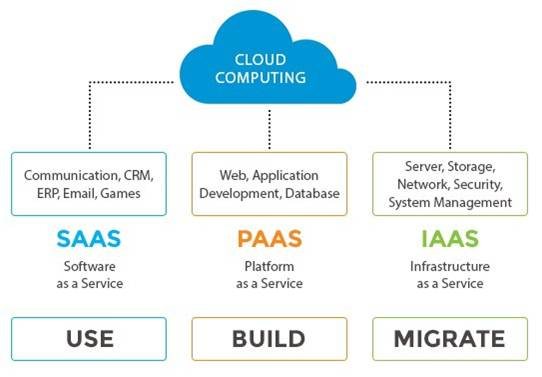 CLOUD
COMPUTING
Communication, CRM,
ERP, Email, Games
SAAS
Software
as a Service
USE
Web, Application
Development, Database
PAAS
Platform
as a Service
BUILD
Server, Storage,
Network, Security,
System Management
IAAS
Infrastructure
as a Service
MIGRATE